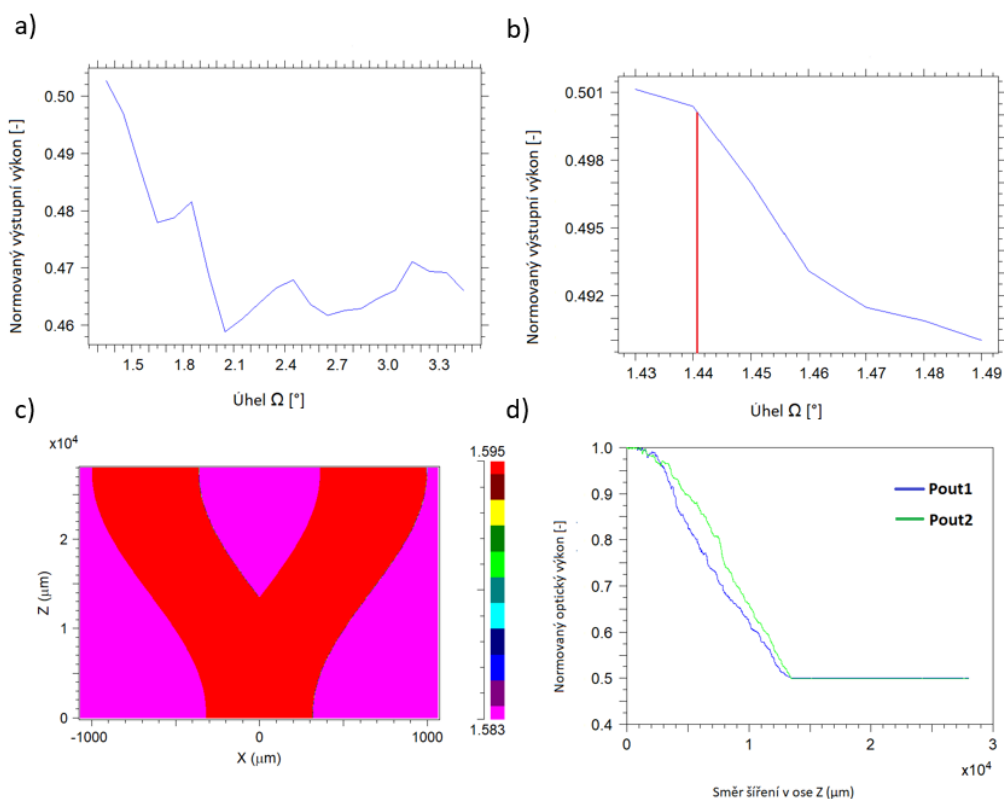 a)
Normovaný výstupní výkon [-]
0.50
0.49
0.48
0.47
0.46
1.5 1.8 2.1 2.4 2.7 3.0 3.3
Úhel Ω [°]
b)
Normovaný výstupní výkon [-]
0.501
0.498
0.495
0.492
1.43 1.44 1.45 1.46 1.47 1.48 1.49
Úhel Ω [°]
c)
x10⁴
Z (μm)
2
1
0
-1000 0 1000
X (μm)
1.595
1.583
d)
Normovaný optický výkon [-]
1.0
0.9
0.8
0.7
0.6
0.5
0.4
Pout1
Pout2
0 1 2 3
x10⁴
Směr šíření v ose Z (μm)